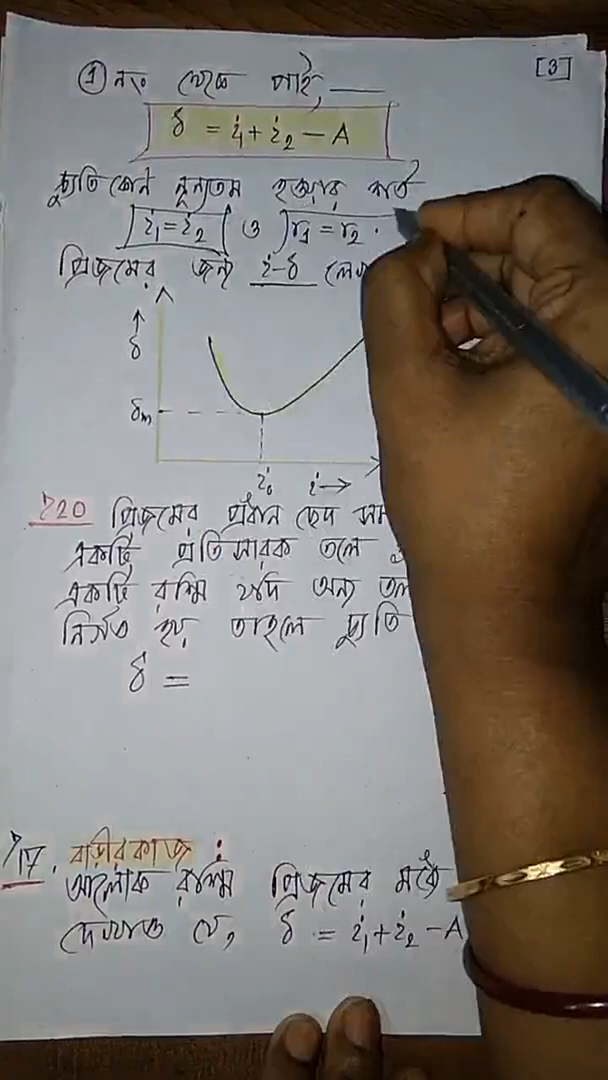 [3]
① নং থেকে পাই,
δ = i₁ + i₂ − A
চ্যুতি কোণ ন্যূনতম হওয়ার শর্ত
i₁ = i₂ ও r₁ = r₂ .
প্রিজমের জন্য i-δ লেখ
↑
δ
δm
i₀ i→
?20 প্রিজমের প্রধান ছেদ
একটি প্রতিসারক তলে
একটি রশ্মি যদি অন্য
নির্গত হয় তাহলে চ্যুতি
δ =
?17. বাড়ীর কাজ :
আলোক রশ্মি প্রিজমের মধ্যে
দেখাও যে, δ = i₁ + i₂ − A